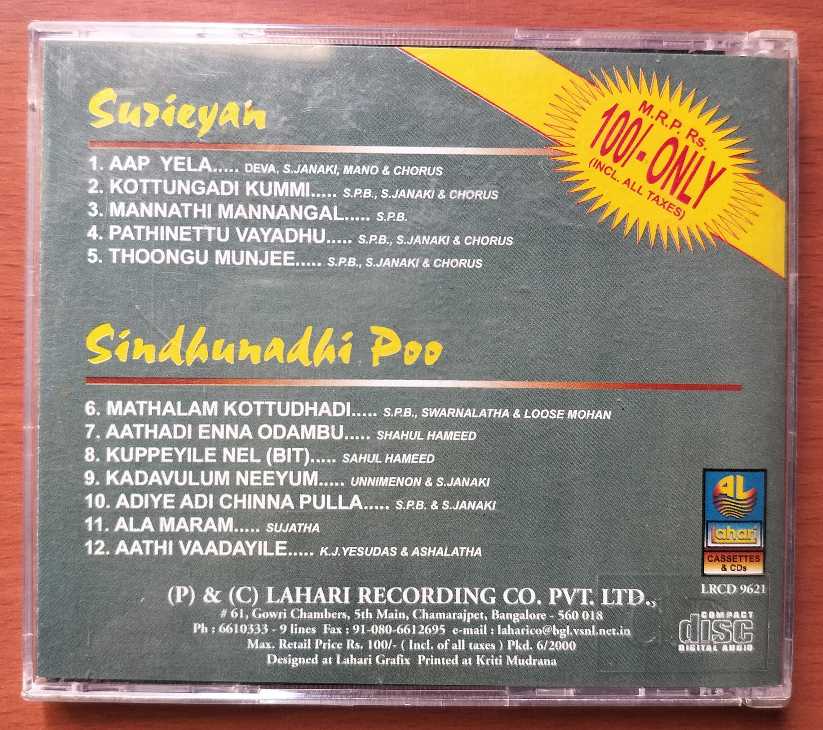 Surieyan
M.R.P. Rs.
100/- ONLY
(INCL. ALL TAXES)
1. AAP YELA..... DEVA, S.JANAKI, MANO & CHORUS
2. KOTTUNGADI KUMMI..... S.P.B., S.JANAKI & CHORUS
3. MANNATHI MANNANGAL..... S.P.B.
4. PATHINETTU VAYADHU..... S.P.B., S.JANAKI & CHORUS
5. THOONGU MUNJEE..... S.P.B., S.JANAKI & CHORUS
Sindhunadhi Poo
6. MATHALAM KOTTUDHADI..... S.P.B., SWARNALATHA & LOOSE MOHAN
7. AATHADI ENNA ODAMBU..... SHAHUL HAMEED
8. KUPPEYILE NEL (BIT)..... SAHUL HAMEED
9. KADAVULUM NEEYUM..... UNNIMENON & S.JANAKI
10. ADIYE ADI CHINNA PULLA..... S.P.B. & S.JANAKI
11. ALA MARAM..... SUJATHA
12. AATHI VAADAYILE..... K.J.YESUDAS & ASHALATHA
Lahari
CASSETTES
& CDs
LRCD 9621
(P) & (C) LAHARI RECORDING CO. PVT. LTD.,
# 61, Gowri Chambers, 5th Main, Chamarajpet, Bangalore - 560 018
Ph : 6610333 - 9 lines Fax : 91-080-6612695 e-mail : laharico@bgl.vsnl.net.in
Max. Retail Price Rs. 100/- ( Incl. of all taxes ) Pkd. 6/2000
Designed at Lahari Grafix Printed at Kriti Mudrana
COMPACT
disc
DIGITAL AUDIO